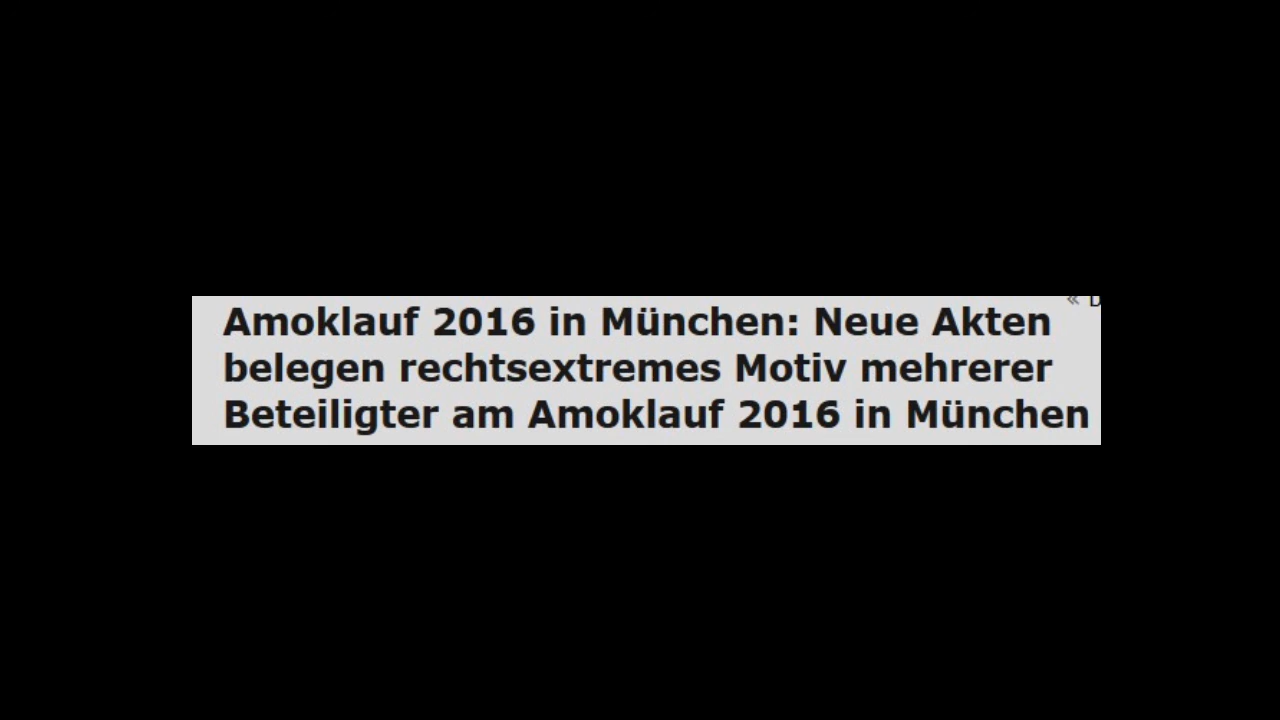 Amoklauf 2016 in München: Neue Akten
belegen rechtsextremes Motiv mehrerer
Beteiligter am Amoklauf 2016 in München